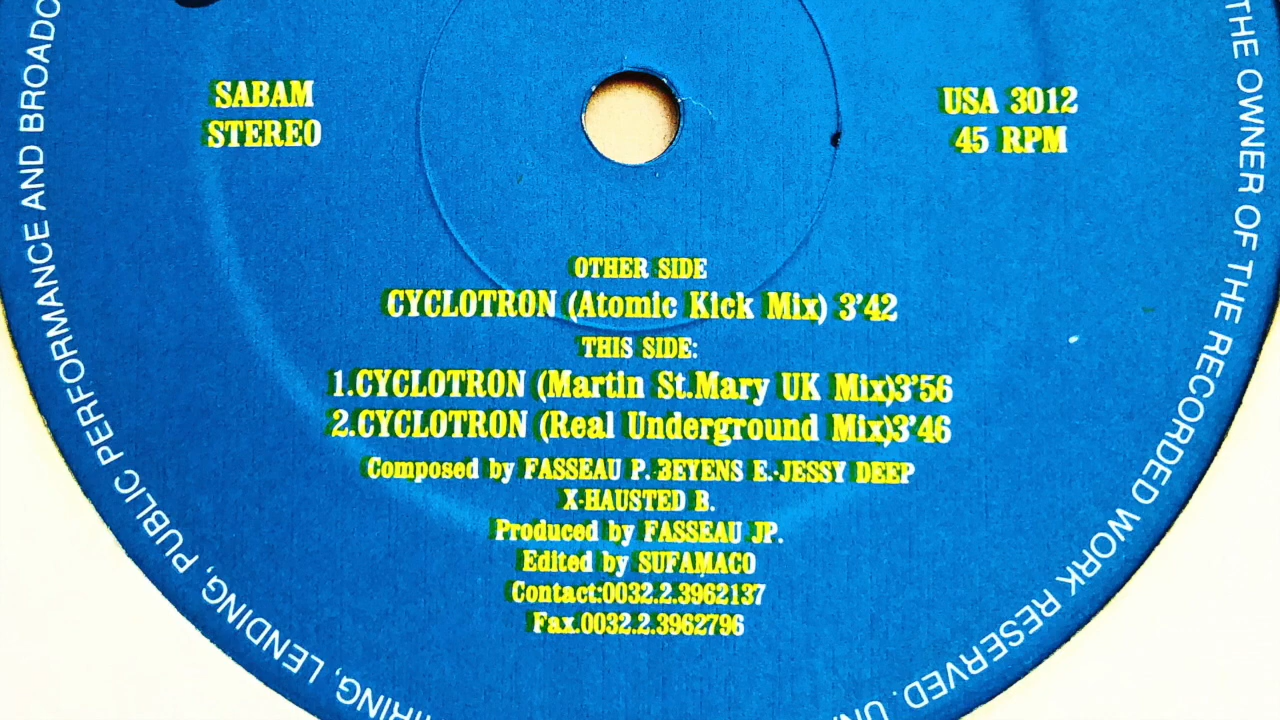 SABAM
STEREO
USA 3012
45 RPM
OTHER SIDE
CYCLOTRON (Atomic Kick Mix) 3'42
THIS SIDE:
1.CYCLOTRON (Martin St.Mary UK Mix)3'56
2.CYCLOTRON (Real Underground Mix)3'46
Composed by FASSEAU P.-BEYENS E.-JESSY DEEP
X-HAUSTED B.
Produced by FASSEAU JP.
Edited by SUFAMACO
Contact:0032.2.3962137
Fax.0032.2.3962796
THE OWNER OF THE RECORDED WORK RESERVED.
HIRING, LENDING, PUBLIC PERFORMANCE AND